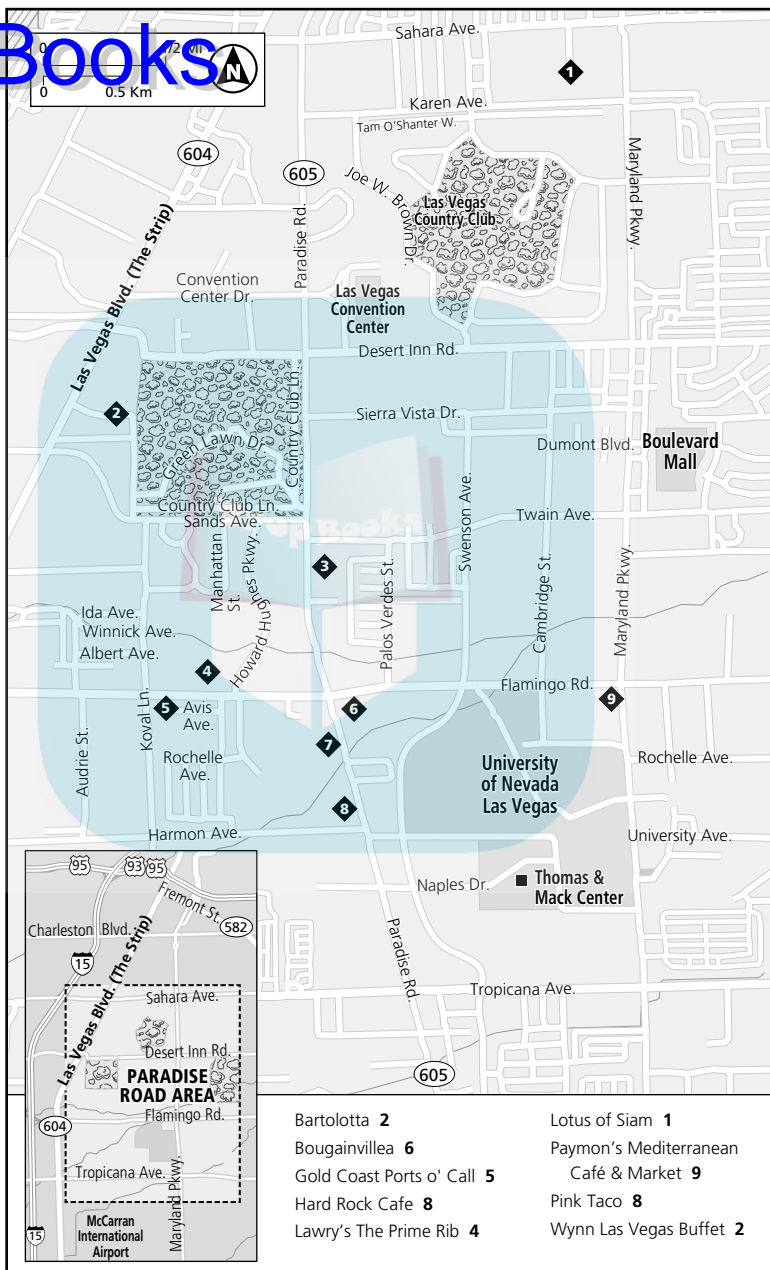 Books
0
/2 Mi
0 0.5 Km
N
Sahara Ave.
1
Karen Ave.
Tam O'Shanter W.
604
605
Joe W. Brown Dr.
Las Vegas
Country Club
Maryland Pkwy.
Las Vegas Blvd. (The Strip)
Paradise Rd.
Convention
Center Dr.
Las Vegas
Convention
Center
Desert Inn Rd.
2
Country Club Ln.
Sierra Vista Dr.
Green Lawn Dr.
Dumont Blvd.
Boulevard
Mall
Country Club Ln.
Sands Ave.
Twain Ave.
Swenson Ave.
Manhattan
St.
Howard Hughes Pkwy.
3
Palos Verdes St.
Cambridge St.
Maryland Pkwy.
Ida Ave.
Winnick Ave.
Albert Ave.
4
Flamingo Rd.
9
5
Avis
Ave.
6
Koval Ln.
Audrie St.
7
Rochelle
Ave.
University
of Nevada
Las Vegas
Rochelle Ave.
8
Harmon Ave.
University Ave.
Naples Dr.
Thomas &
Mack Center
Paradise Rd.
Tropicana Ave.
605
95
93
95
Fremont St.
582
Charleston Blvd.
15
Las Vegas Blvd. (The Strip)
Sahara Ave.
Desert Inn Rd.
PARADISE
ROAD AREA
Flamingo Rd.
604
Tropicana Ave.
Maryland Pkwy.
McCarran
International
Airport
15
Bartolotta 2
Bougainvillea 6
Gold Coast Ports o' Call 5
Hard Rock Cafe 8
Lawry's The Prime Rib 4
Lotus of Siam 1
Paymon's Mediterranean
Café & Market 9
Pink Taco 8
Wynn Las Vegas Buffet 2